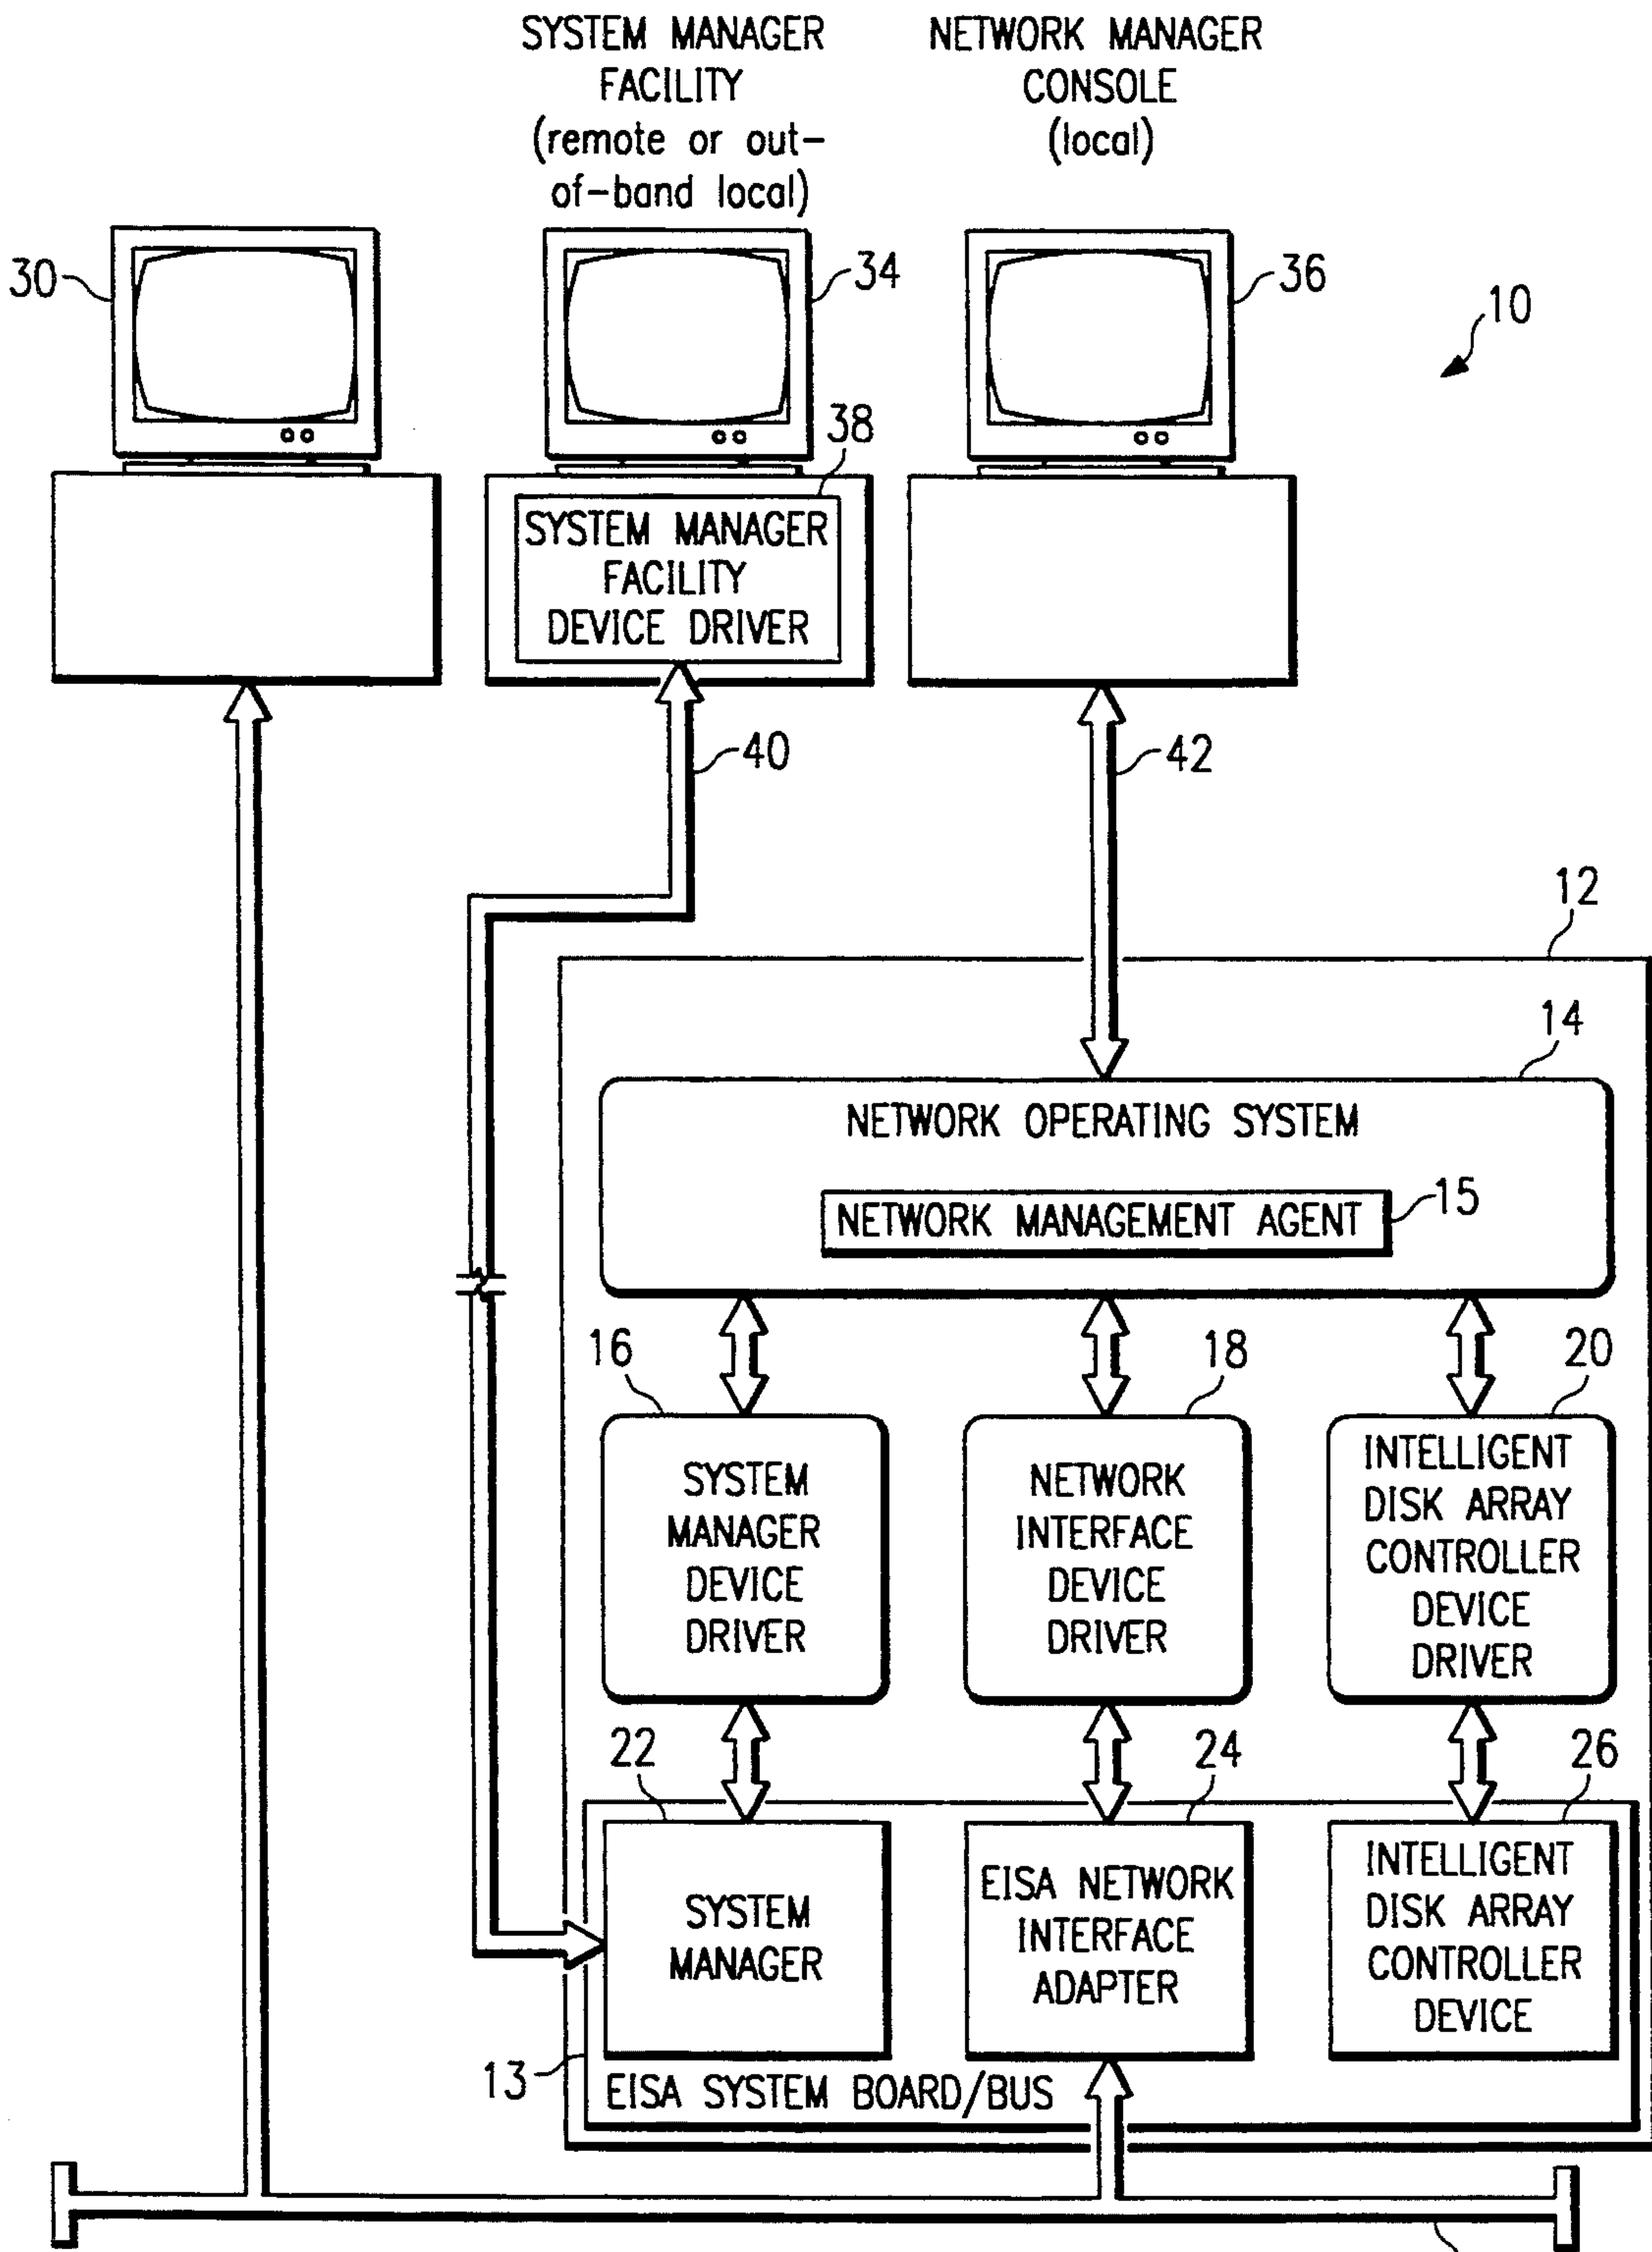 SYSTEM MANAGER
FACILITY
(remote or out-
of-band local)
NETWORK MANAGER
CONSOLE
(local)
30
34
36
10
38
SYSTEM MANAGER
FACILITY
DEVICE DRIVER
40
42
12
14
NETWORK OPERATING SYSTEM
NETWORK MANAGEMENT AGENT
15
16
18
20
SYSTEM
MANAGER
DEVICE
DRIVER
NETWORK
INTERFACE
DEVICE
DRIVER
INTELLIGENT
DISK ARRAY
CONTROLLER
DEVICE
DRIVER
22
24
26
SYSTEM
MANAGER
EISA NETWORK
INTERFACE
ADAPTER
INTELLIGENT
DISK ARRAY
CONTROLLER
DEVICE
13
EISA SYSTEM BOARD/BUS